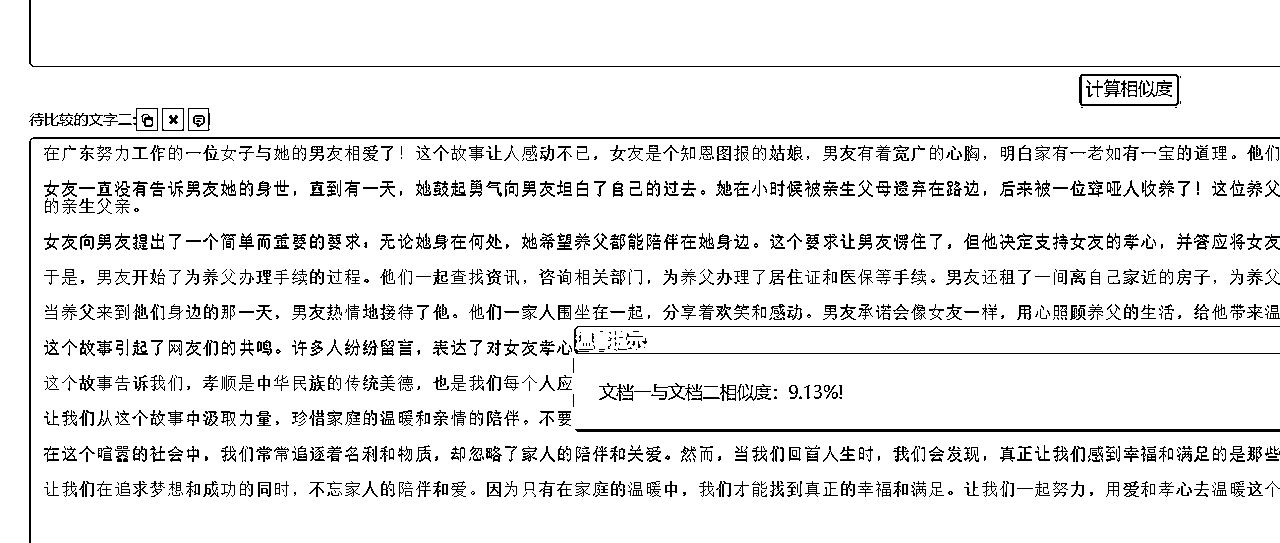 计算相似度
待比较的文字二:
在广东努力工作的一位女子与她的男友相爱了！这个故事让人感动不已，女友是个知恩图报的姑娘，男友有着宽广的心胸，明白家有一老如有一宝的道理。他们
女友一直没有告诉男友她的身世，直到有一天，她鼓起勇气向男友坦白了自己的过去。她在小时候被亲生父母遗弃在路边，后来被一位聋哑人收养了！这位养父
的亲生父亲。
女友向男友提出了一个简单而重要的要求：无论她身在何处，她希望养父都能陪伴在她身边。这个要求让男友愣住了，但他决定支持女友的孝心，并答应将女友
于是，男友开始了为养父办理手续的过程。他们一起查找资讯，咨询相关部门，为养父办理了居住证和医保等手续。男友还租了一间离自己家近的房子，为养父
当养父来到他们身边的那一天，男友热情地接待了他。他们一家人围坐在一起，分享着欢笑和感动。男友承诺会像女友一样，用心照顾养父的生活，给他带来温
这个故事引起了网友们的共鸣。许多人纷纷留言，表达了对女友孝心
这个故事告诉我们，孝顺是中华民族的传统美德，也是我们每个人应
文档一与文档二相似度：9.13%!
让我们从这个故事中汲取力量，珍惜家庭的温暖和亲情的陪伴。不要
在这个喧嚣的社会中，我们常常追逐着名利和物质，却忽略了家人的陪伴和关爱。然而，当我们回首人生时，我们会发现，真正让我们感到幸福和满足的是那些
让我们在追求梦想和成功的同时，不忘家人的陪伴和爱。因为只有在家庭的温暖中，我们才能找到真正的幸福和满足。让我们一起努力，用爱和孝心去温暖这个